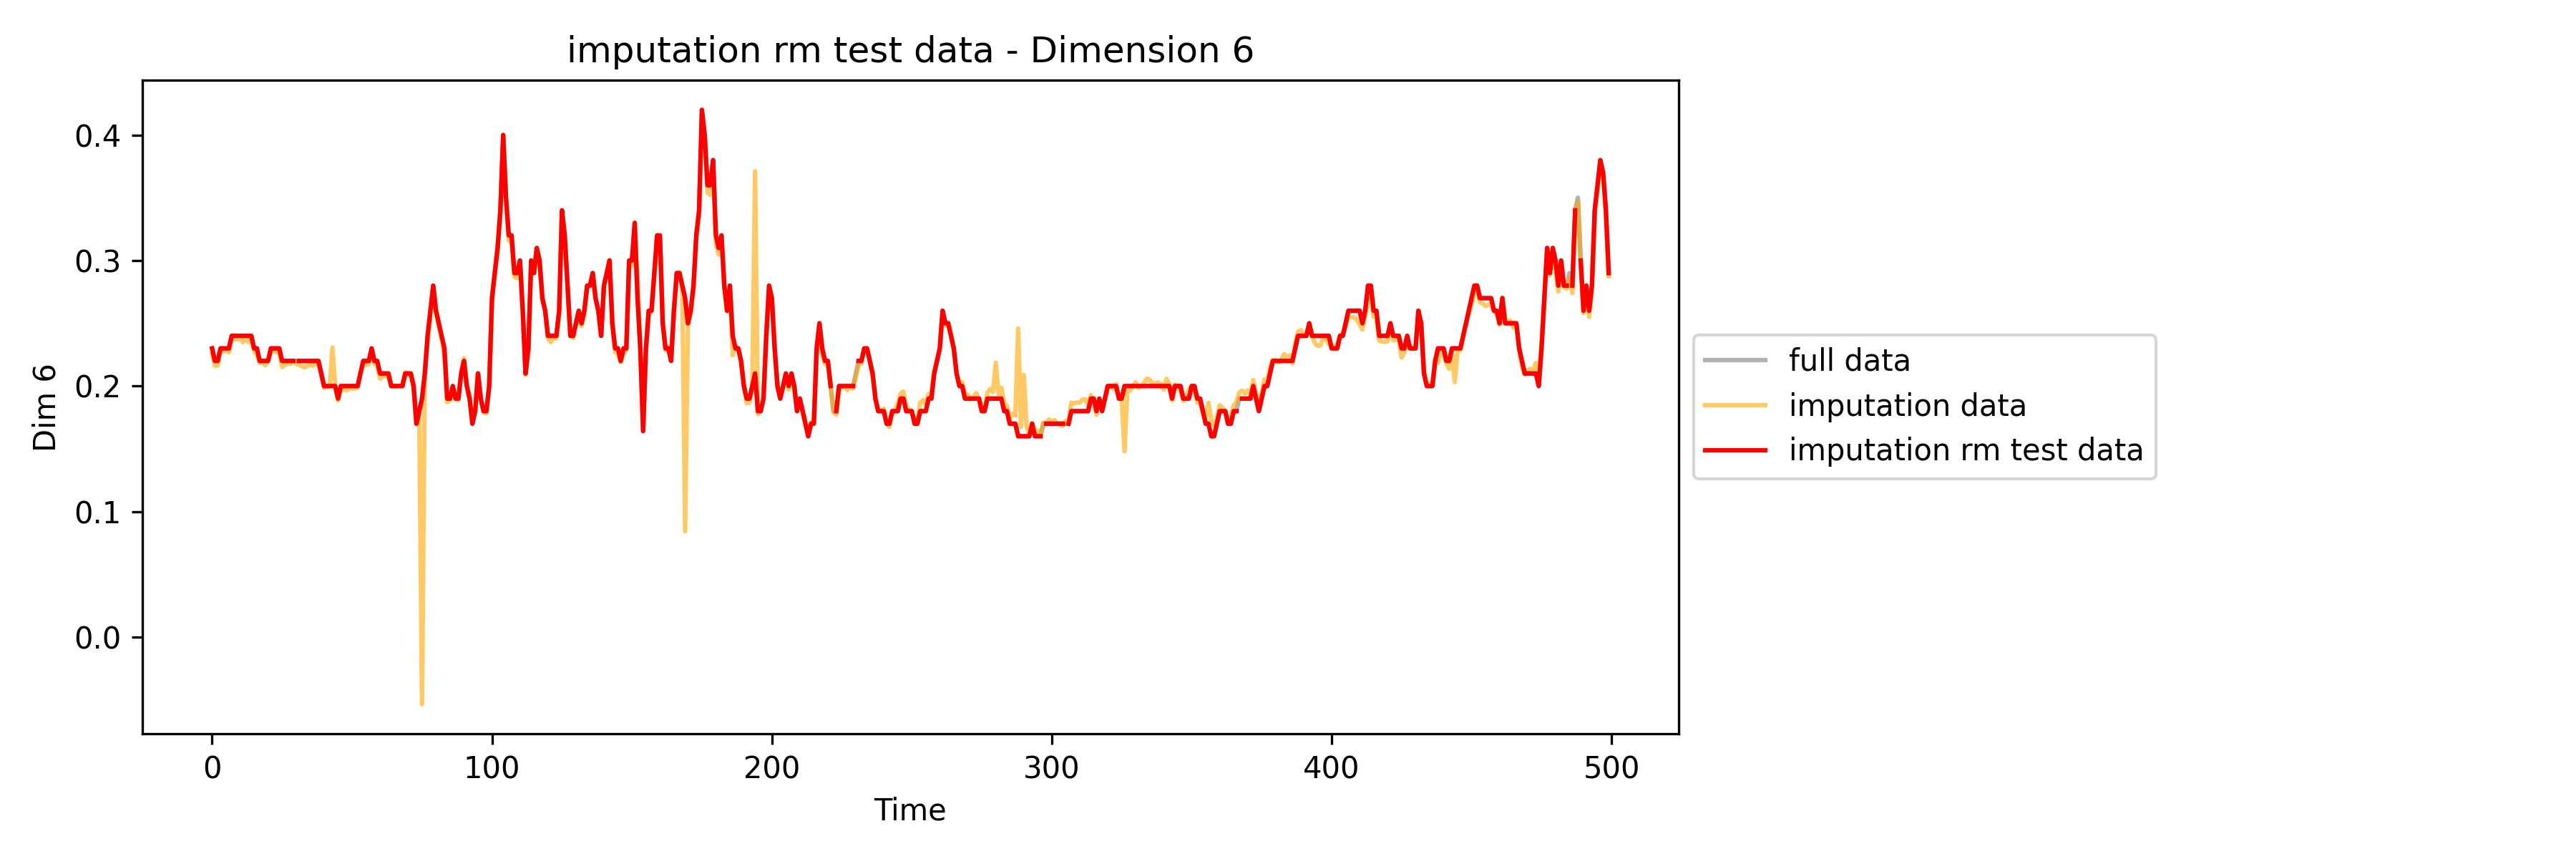 imputation rm test data - Dimension 6
0.4
0.3
0.2
0.1
0.0
Dim 6
0 100 200 300 400 500
Time
full data
imputation data
imputation rm test data